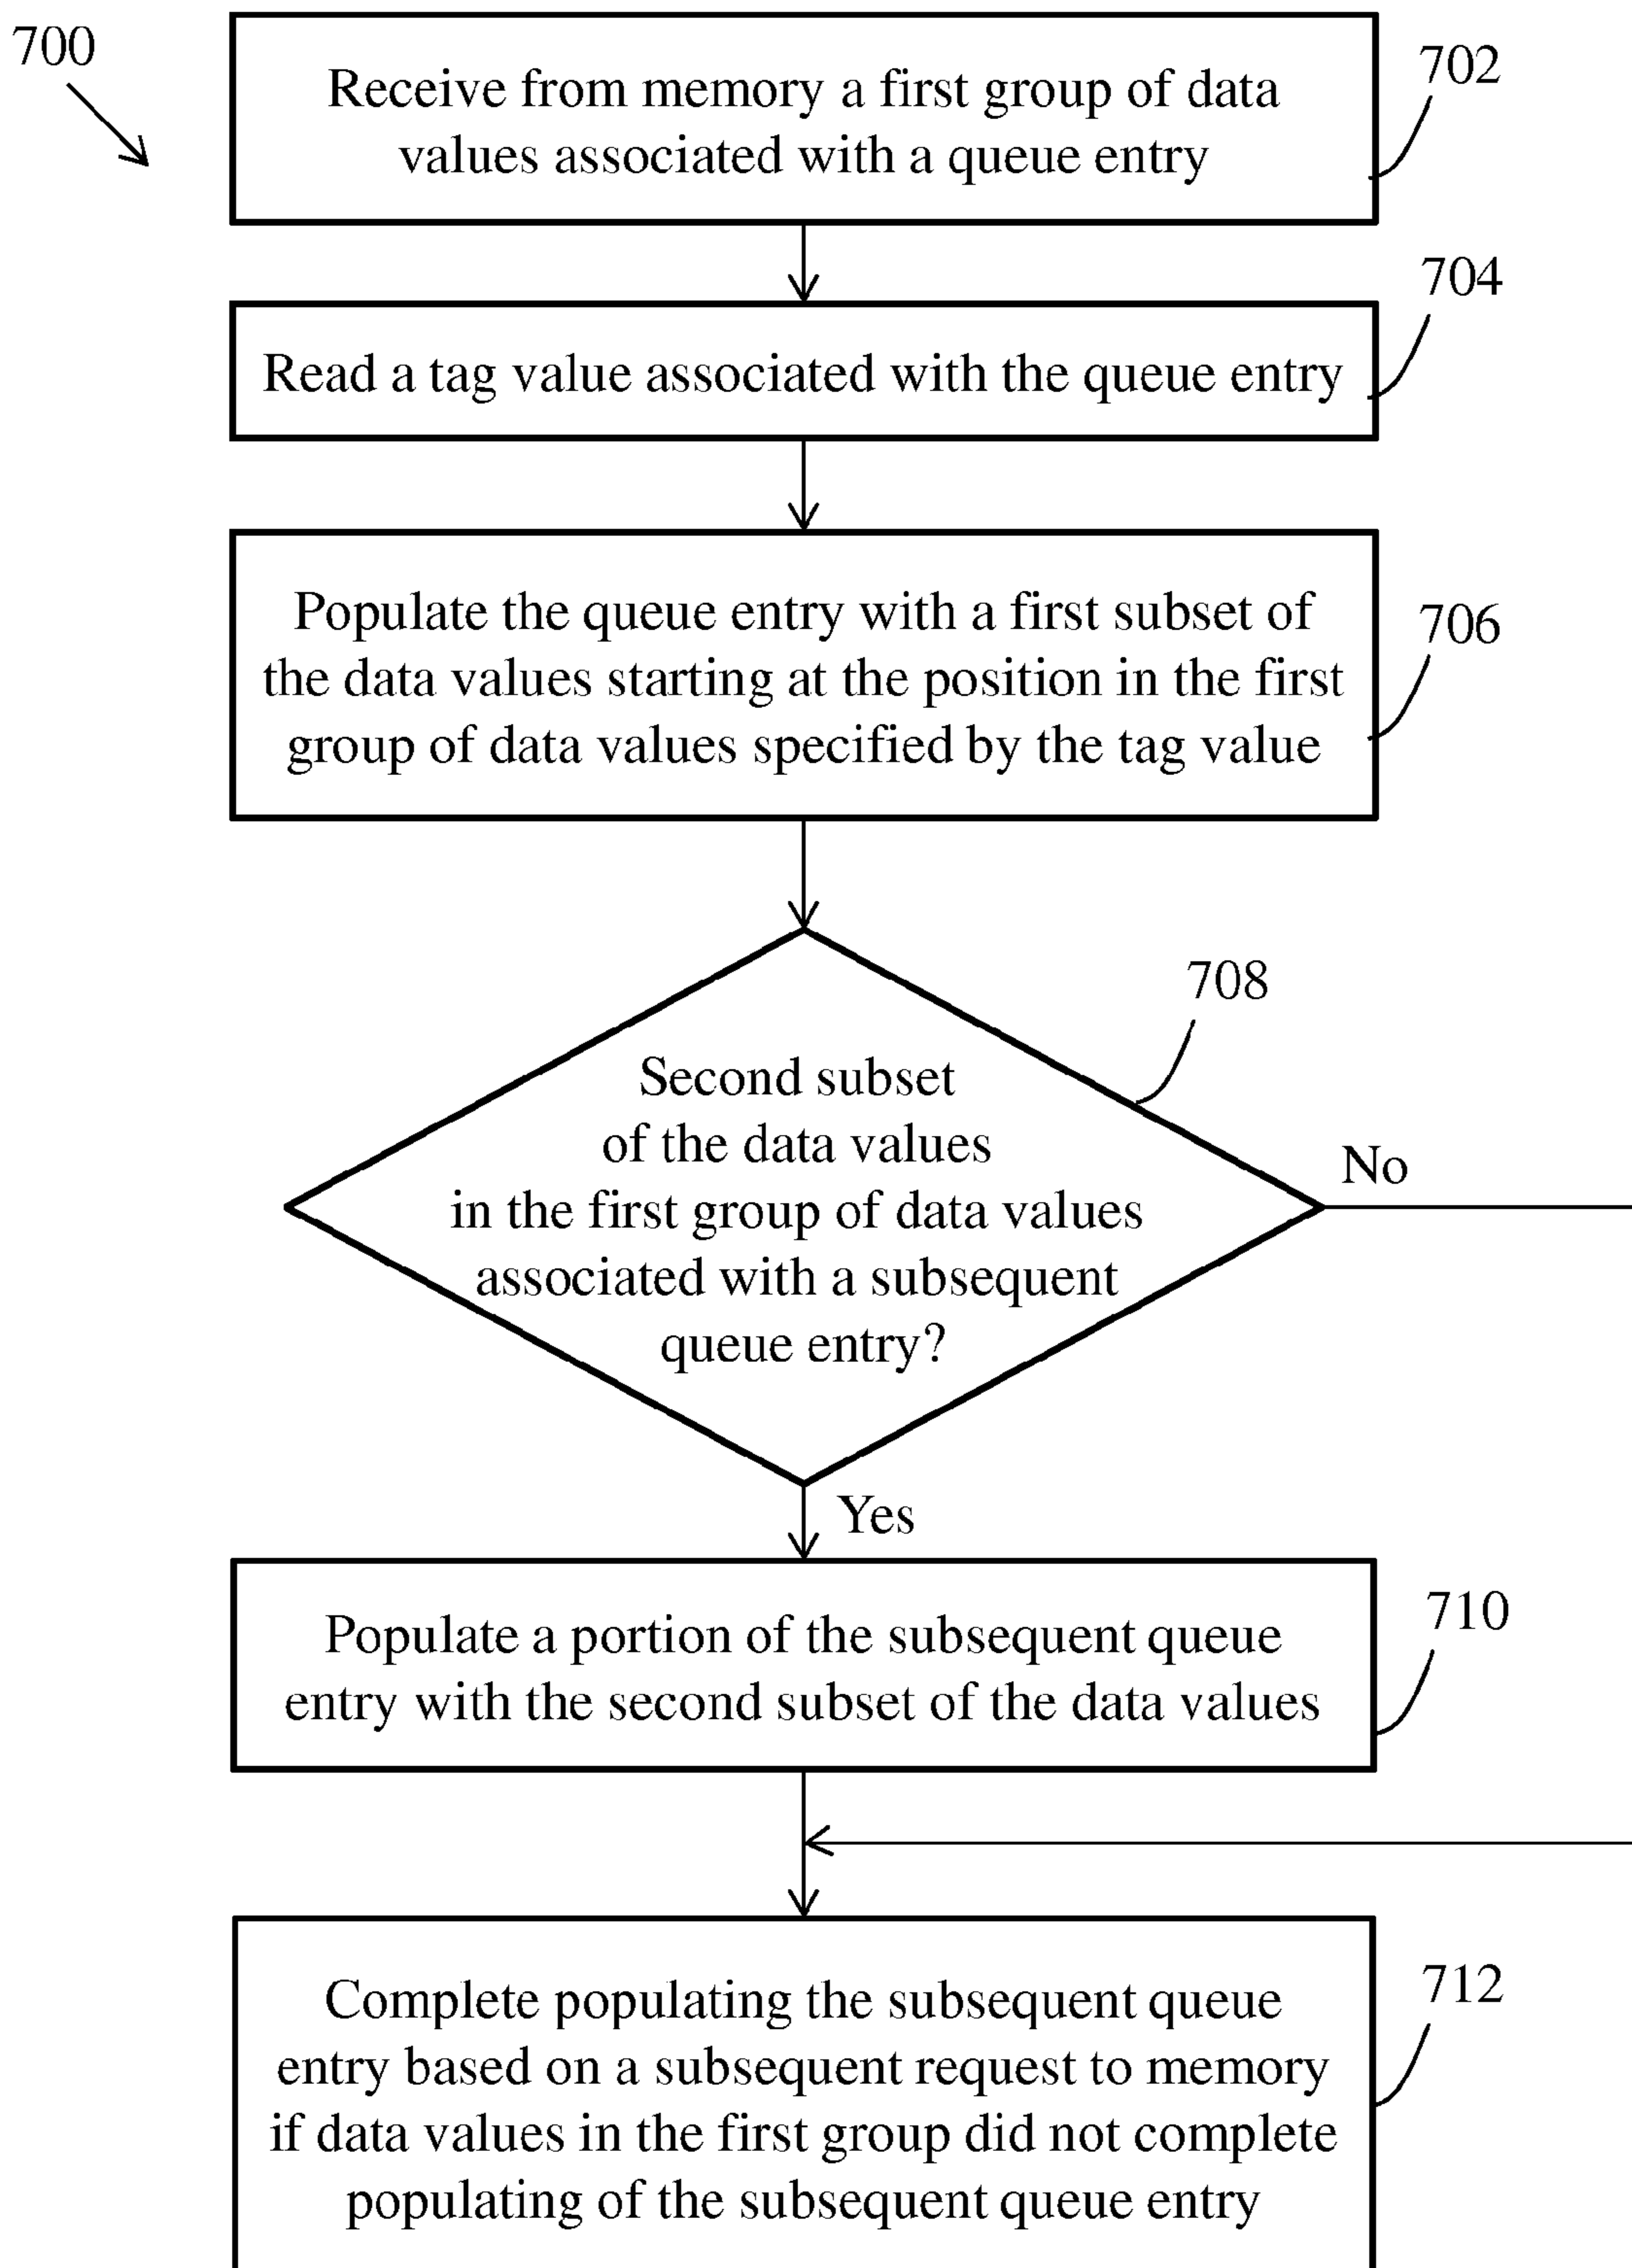 700
702
Receive from memory a first group of data
values associated with a queue entry
704
Read a tag value associated with the queue entry
706
Populate the queue entry with a first subset of
the data values starting at the position in the first
group of data values specified by the tag value
708
Second subset
of the data values
in the first group of data values
associated with a subsequent
queue entry?
No
Yes
710
Populate a portion of the subsequent queue
entry with the second subset of the data values
712
Complete populating the subsequent queue
entry based on a subsequent request to memory
if data values in the first group did not complete
populating of the subsequent queue entry